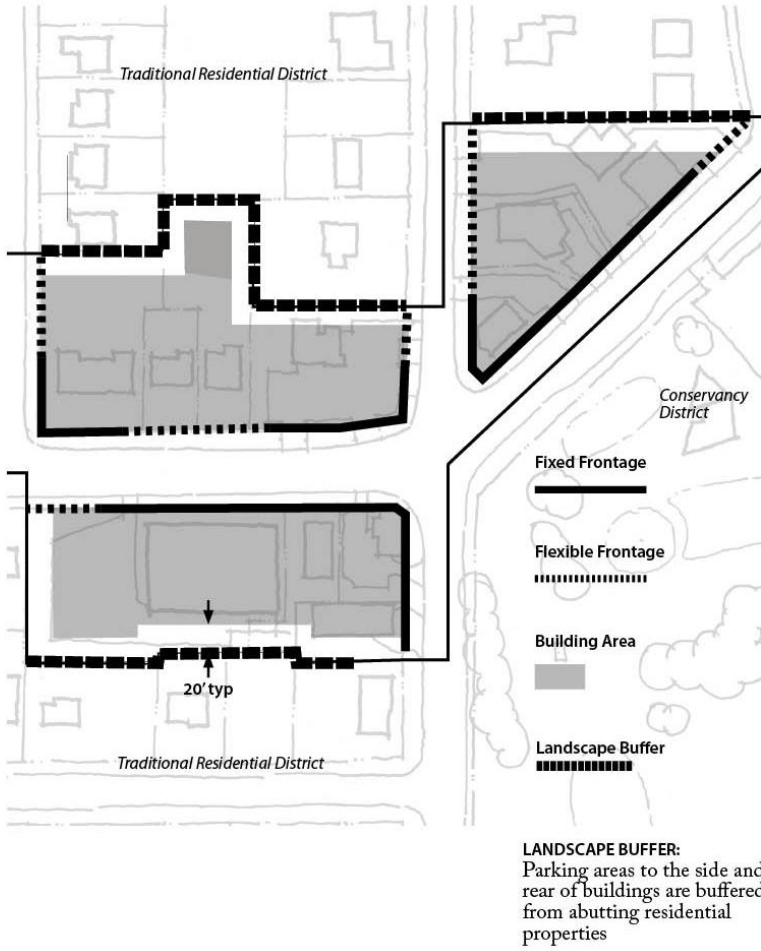 Traditional Residential District
Conservancy
District
Fixed Frontage
Flexible Frontage
Building Area
20' typ
Landscape Buffer
Traditional Residential District
LANDSCAPE BUFFER:
Parking areas to the side and
rear of buildings are buffered
from abutting residential
properties